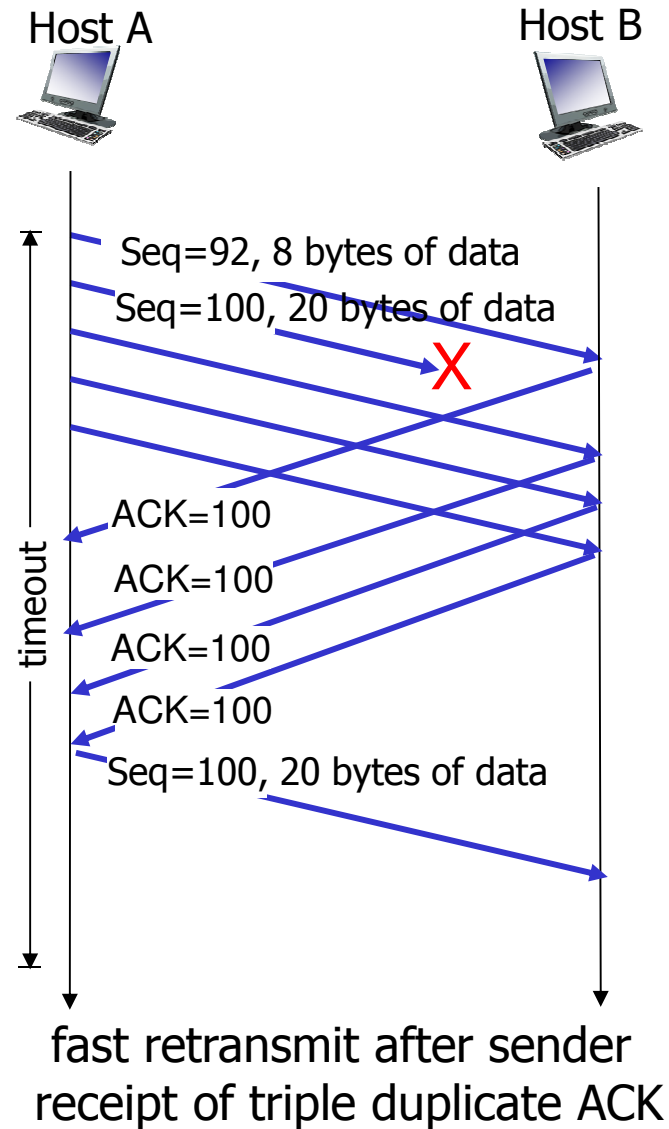 Host A
Host B
Seq=92, 8 bytes of data
Seq=100, 20 bytes of data
X
ACK=100
ACK=100
ACK=100
ACK=100
timeout
Seq=100, 20 bytes of data
fast retransmit after sender
receipt of triple duplicate ACK